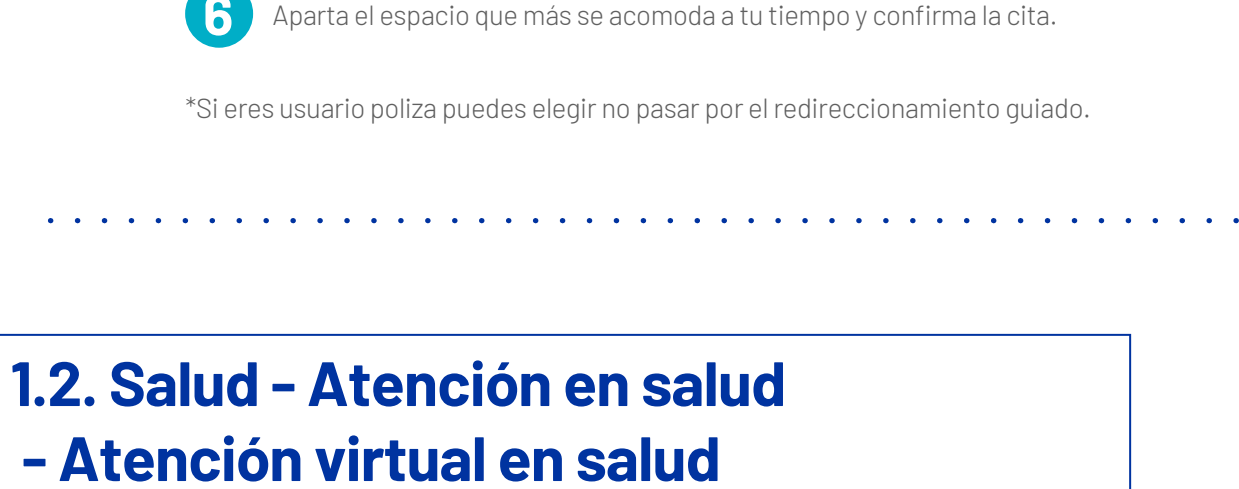 6 Aparta el espacio que más se acomoda a tu tiempo y confirma la cita.
*Si eres usuario poliza puedes elegir no pasar por el redireccionamiento guiado.
1.2. Salud - Atención en salud
- Atención virtual en salud